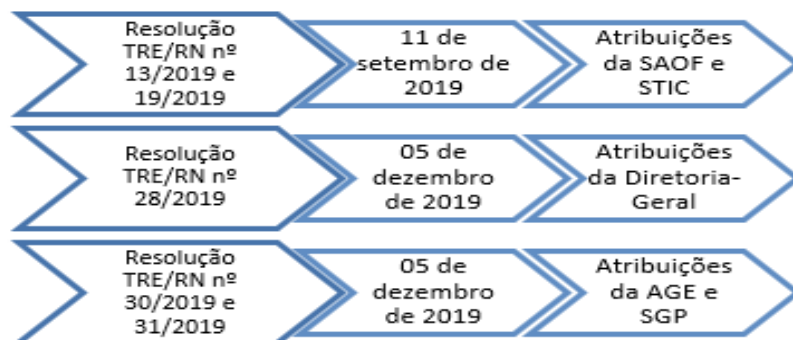 Resolução
TRE/RN nº
13/2019 e
19/2019
11 de
setembro de
2019
Atribuições
da SAOF e
STIC
Resolução
TRE/RN nº
28/2019
05 de
dezembro
de 2019
Atribuições
da Diretoria-
Geral
Resolução
TRE/RN nº
30/2019 e
31/2019
05 de
dezembro
de 2019
Atribuições
da AGE e
SGP